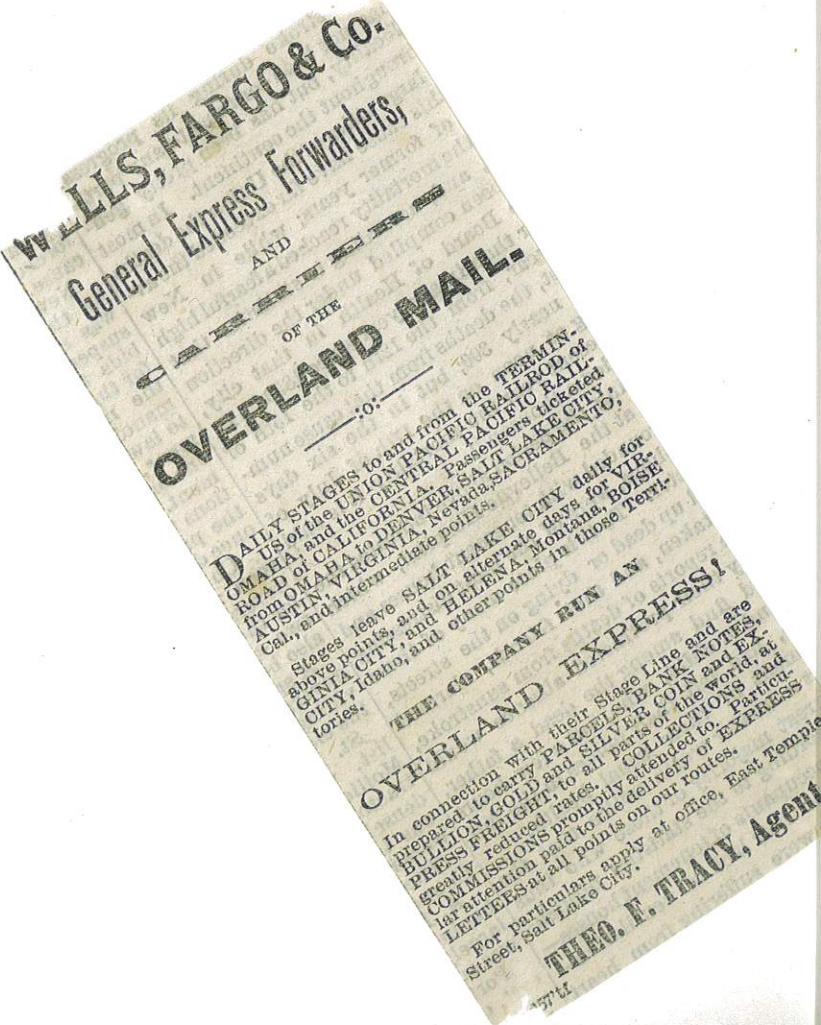 WELLS, FARGO & Co.
General Express Forwarders,
AND
CARRIERS
OF THE
OVERLAND MAIL.
—:o:—
DAILY STAGES to and from the TERMIN-
US of the UNION PACIFIC RAILROD of
OMAHA, and the CENTRAL PACIFIC RAIL-
ROAD of CALIFORNIA. Passengers ticketed
from OMAHA to DENVER, SALT LAKE CITY,
AUSTIN, VIRGINIA, Nevada, SACRAMENTO,
Cal., and intermediate points.
Stages leave SALT LAKE CITY daily for
above points, and on alternate days for VIR-
GINIA CITY, and HELENA, Montana, BOISE
CITY, Idaho, and other points in those Terri-
tories.
THE COMPANY RUN AN
OVERLAND EXPRESS!
In connection with their Stage Line and are
prepared to carry PARCELS, BANK NOTES,
BULLION, GOLD and SILVER COIN and EX-
PRESS FREIGHT, to all parts of the world, at
greatly reduced rates. COLLECTIONS and
COMMISSIONS promptly attended to. Particu-
lar attention paid to the delivery of EXPRESS
LETTERS at all points on our routes.
For particulars apply at office, East Temple
Street, Salt Lake City.
THEO. F. TRACY, Agent